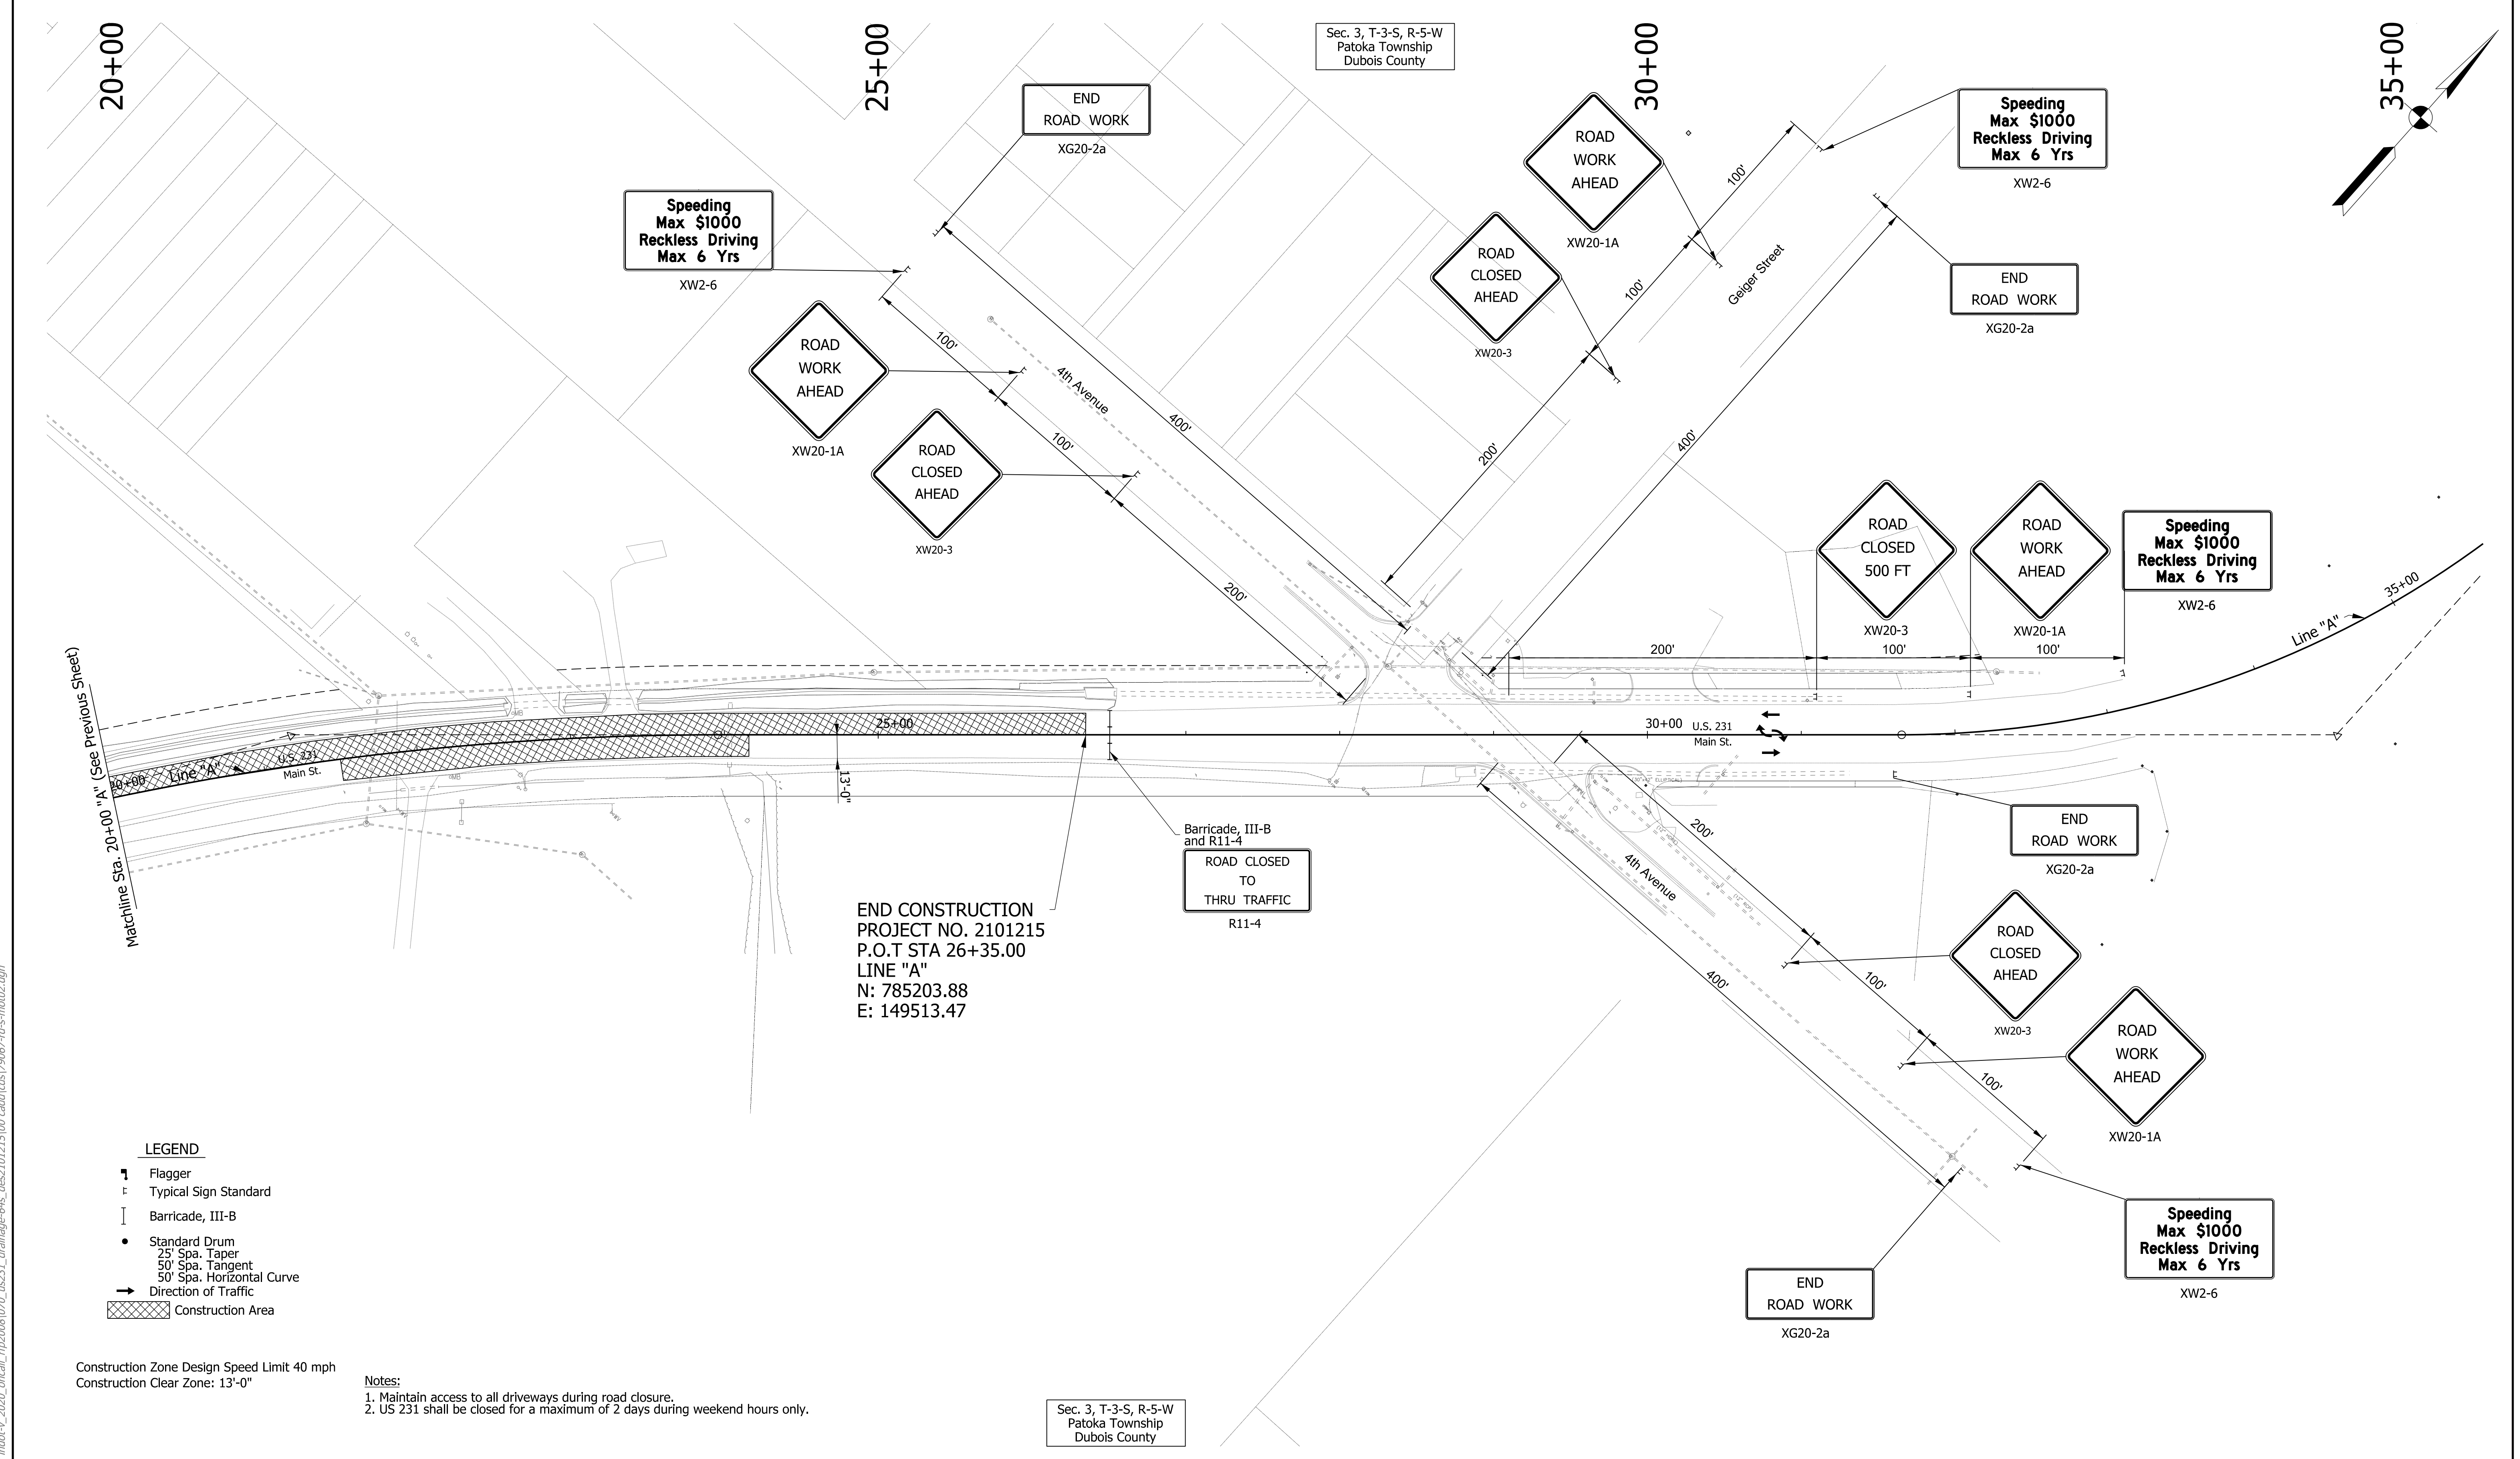 20+00
25+00
30+00
35+00
Sec. 3, T-3-S, R-5-W
Patoka Township
Dubois County
END
ROAD WORK
XG20-2a
Speeding
Max $1000
Reckless Driving
Max 6 Yrs
XW2-6
ROAD
WORK
AHEAD
XW20-1A
ROAD
CLOSED
AHEAD
XW20-3
100'
100'
200'
4th Avenue
400'
ROAD
WORK
AHEAD
XW20-1A
ROAD
CLOSED
AHEAD
XW20-3
100'
100'
200'
Geiger Street
400'
Speeding
Max $1000
Reckless Driving
Max 6 Yrs
XW2-6
END
ROAD WORK
XG20-2a
ROAD
CLOSED
500 FT
XW20-3
ROAD
WORK
AHEAD
XW20-1A
Speeding
Max $1000
Reckless Driving
Max 6 Yrs
XW2-6
200'
100'
100'
35+00
Line "A"
Matchline Sta. 20+00 "A" (See Previous Sheet)
20+00
Line "A"
U.S. 231
Main St.
25+00
13'-0"
30+00
U.S. 231
Main St.
Barricade, III-B
and R11-4
ROAD CLOSED
TO
THRU TRAFFIC
R11-4
END CONSTRUCTION
PROJECT NO. 2101215
P.O.T STA 26+35.00
LINE "A"
N: 785203.88
E: 149513.47
END
ROAD WORK
XG20-2a
200'
4th Avenue
400'
100'
100'
ROAD
CLOSED
AHEAD
XW20-3
ROAD
WORK
AHEAD
XW20-1A
Speeding
Max $1000
Reckless Driving
Max 6 Yrs
XW2-6
END
ROAD WORK
XG20-2a
LEGEND
Flagger
Typical Sign Standard
Barricade, III-B
Standard Drum
25' Spa. Taper
50' Spa. Tangent
50' Spa. Horizontal Curve
Direction of Traffic
Construction Area
Construction Zone Design Speed Limit 40 mph
Construction Clear Zone: 13'-0"
Notes:
1. Maintain access to all driveways during road closure.
2. US 231 shall be closed for a maximum of 2 days during weekend hours only.
Sec. 3, T-3-S, R-5-W
Patoka Township
Dubois County